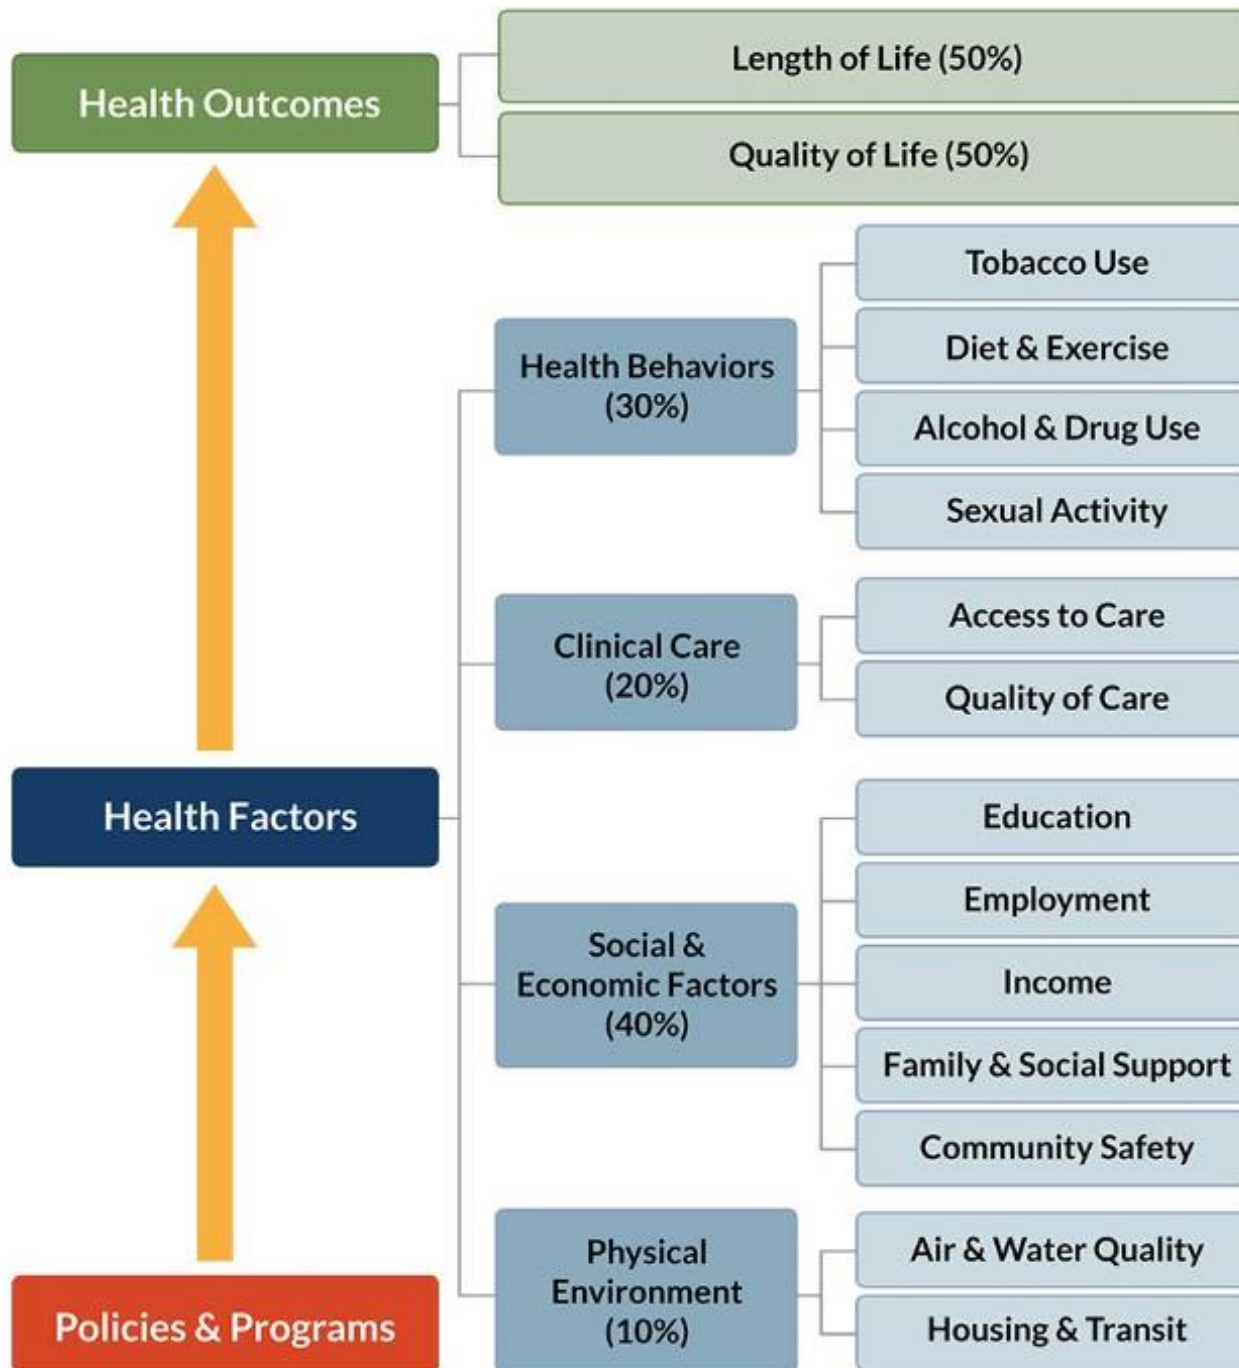 Health Outcomes
Length of Life (50%)
Quality of Life (50%)
Health Factors
Health Behaviors
(30%)
Tobacco Use
Diet & Exercise
Alcohol & Drug Use
Sexual Activity
Clinical Care
(20%)
Access to Care
Quality of Care
Social &
Economic Factors
(40%)
Education
Employment
Income
Family & Social Support
Community Safety
Physical
Environment
(10%)
Air & Water Quality
Housing & Transit
Policies & Programs